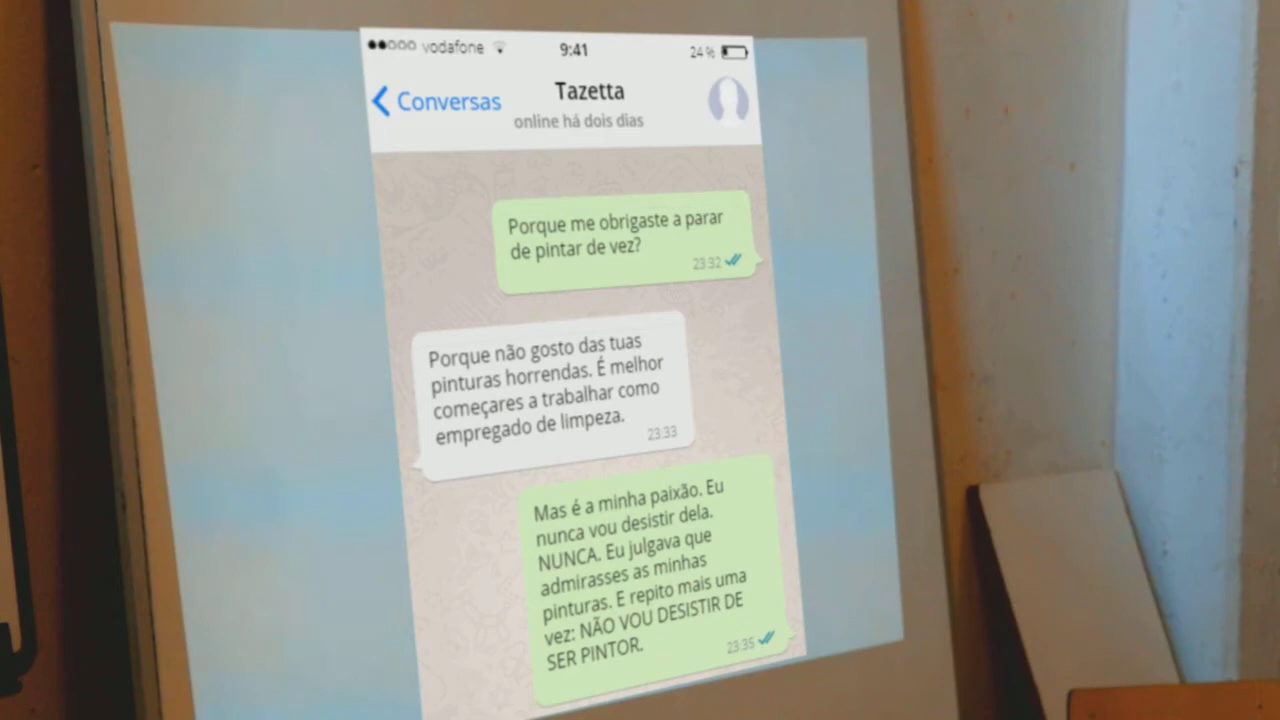 vodafone 9:41 24 %
Conversas
Tazetta
online há dois dias
Porque me obrigaste a parar
de pintar de vez?
23:32
Porque não gosto das tuas
pinturas horrendas. É melhor
começares a trabalhar como
empregado de limpeza.
23:33
Mas é a minha paixão. Eu
nunca vou desistir dela.
NUNCA. Eu julgava que
admirasses as minhas
pinturas. E repito mais uma
vez: NÃO VOU DESISTIR DE
SER PINTOR.
23:35